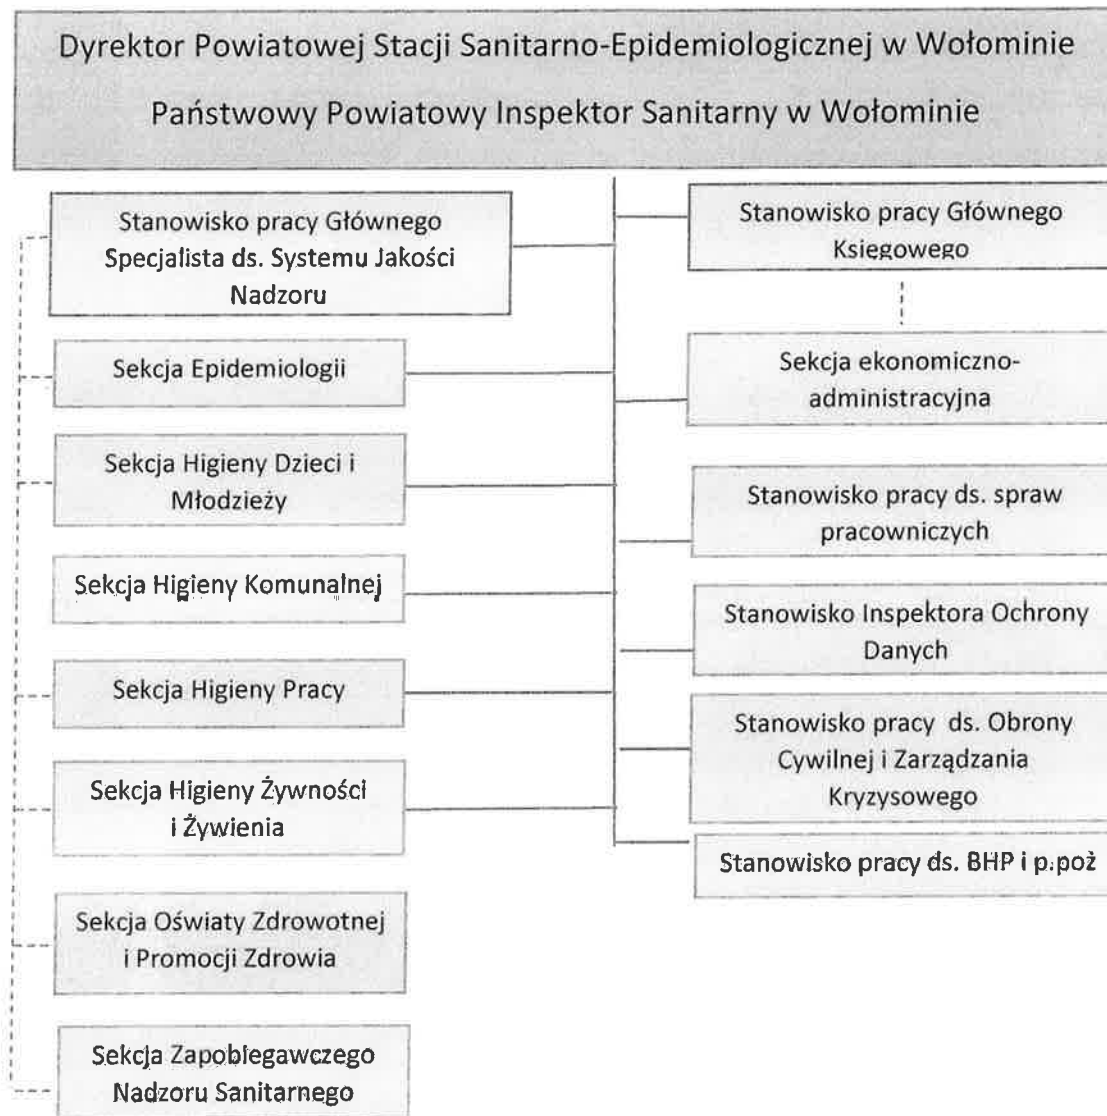 Dyrektor Powiatowej Stacji Sanitarno-Epidemiologicznej w Wołominie
Państwowy Powiatowy Inspektor Sanitarny w Wołominie
Stanowisko pracy Głównego
Specjalista ds. Systemu Jakości
Nadzoru
Sekcja Epidemiologii
Sekcja Higieny Dzieci i
Młodzieży
Sekcja Higieny Komunalnej
Sekcja Higieny Pracy
Sekcja Higieny Żywności
i Żywienia
Sekcja Oświaty Zdrowotnej
i Promocji Zdrowia
Sekcja Zapobiegawczego
Nadzoru Sanitarnego
Stanowisko pracy Głównego
Księgowego
Sekcja ekonomiczno-
administracyjna
Stanowisko pracy ds. spraw
pracowniczych
Stanowisko Inspektora Ochrony
Danych
Stanowisko pracy ds. Obrony
Cywilnej i Zarządzania
Kryzysowego
Stanowisko pracy ds. BHP i p.poż